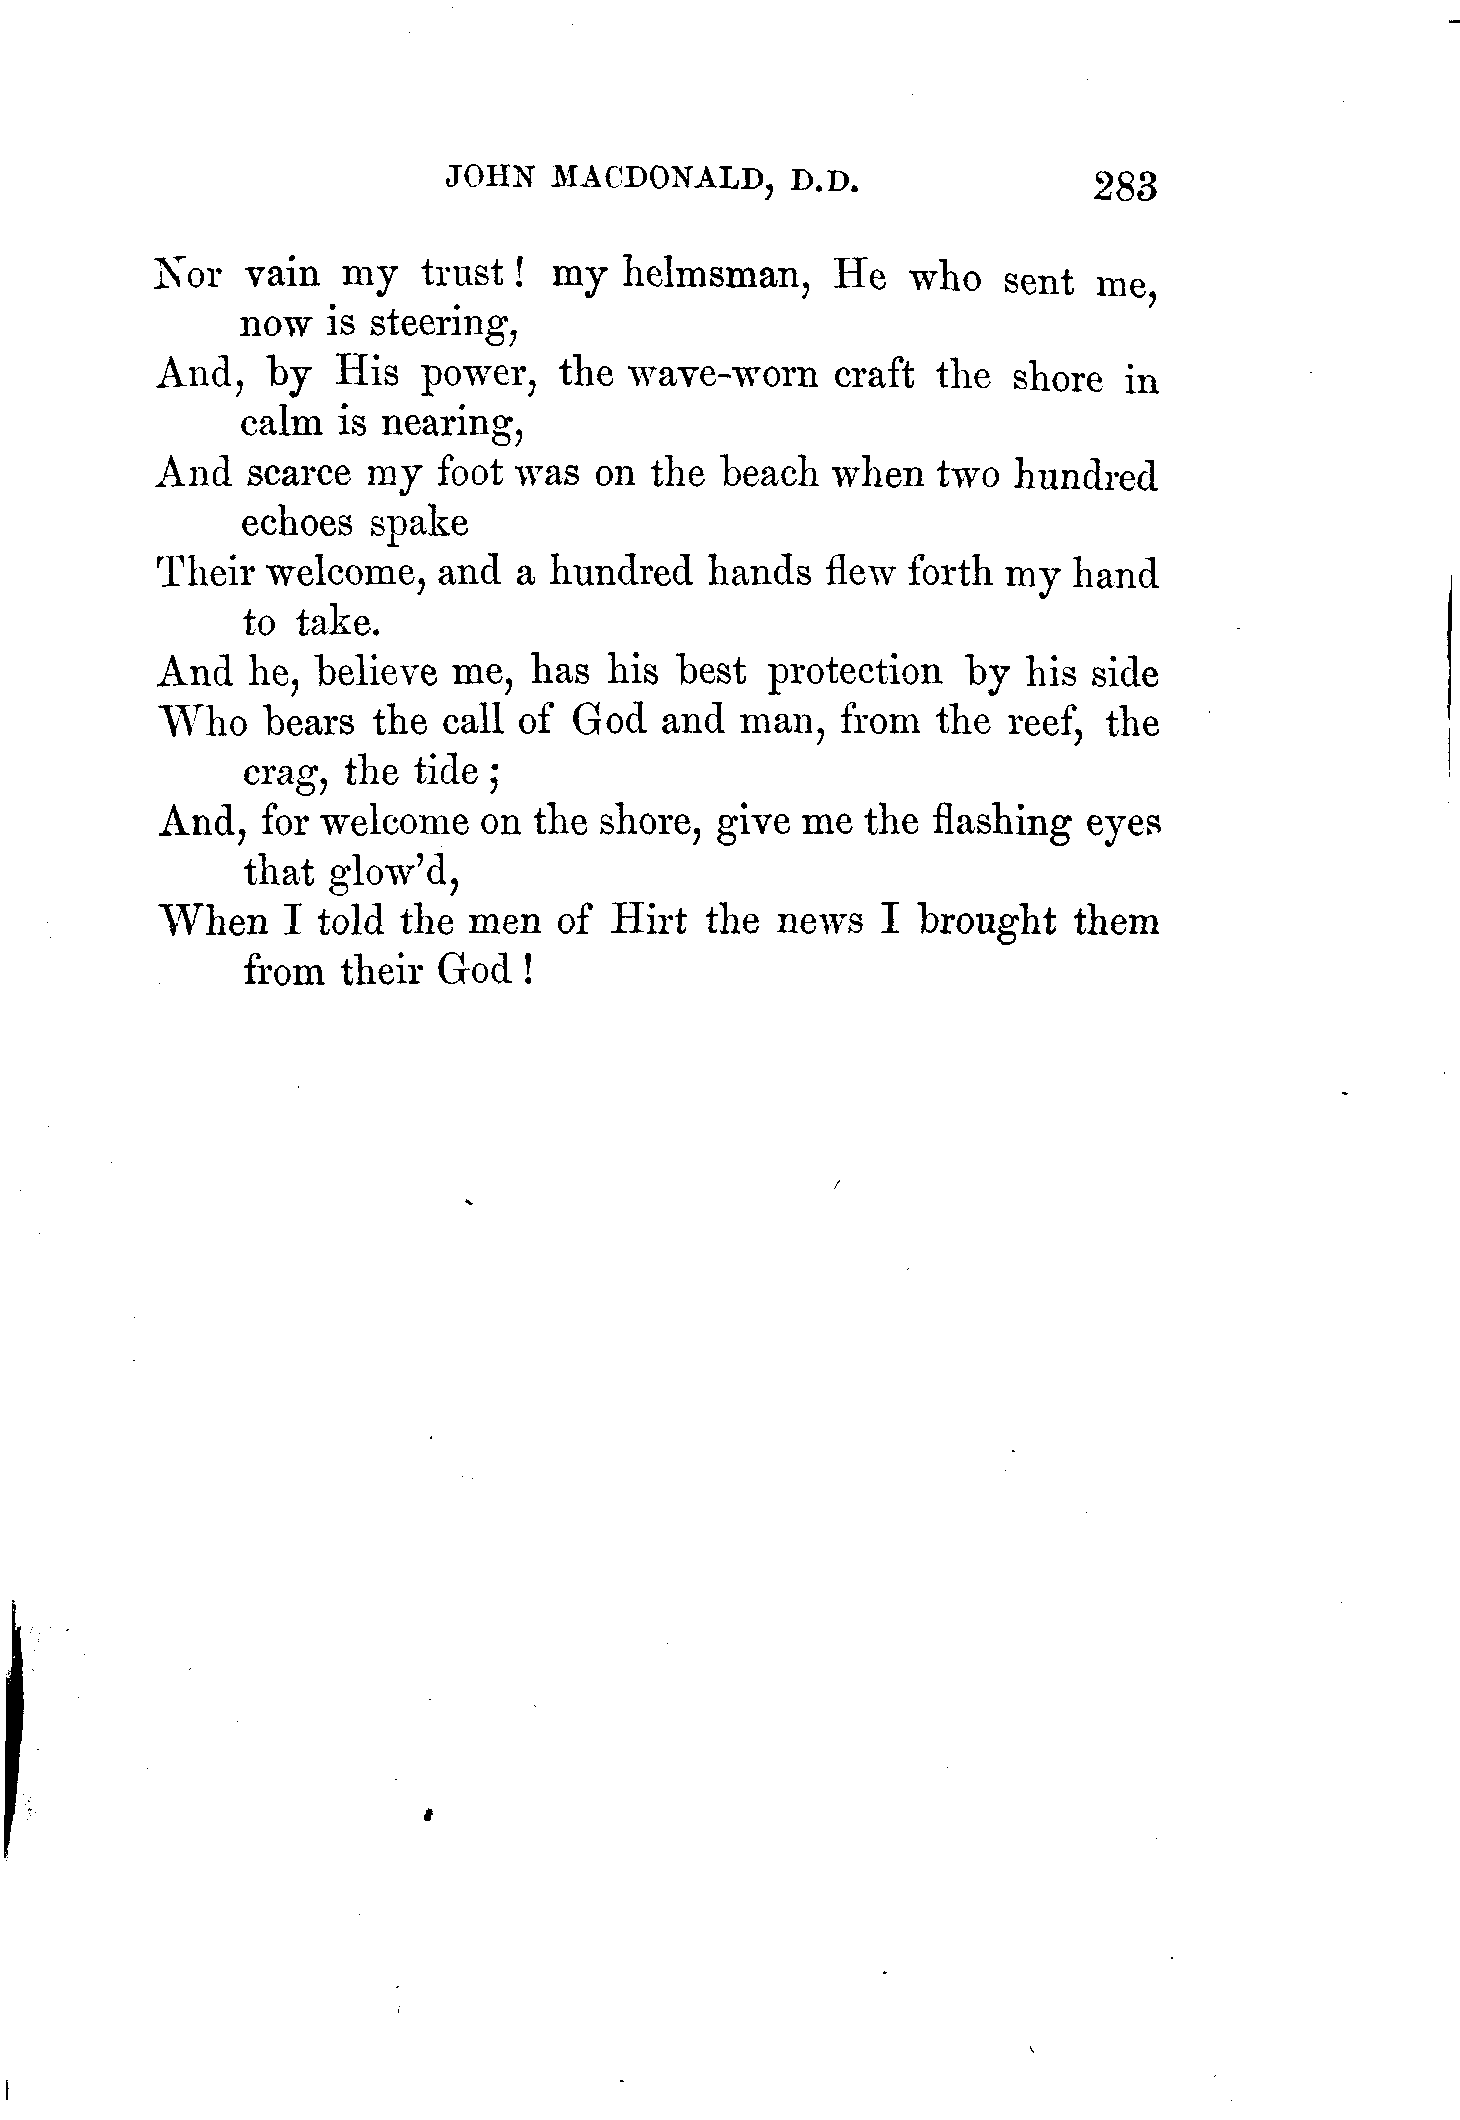 JOHN MACDONALD, D.D. 283
Nor vain my trust! my helmsman, He who sent me,
now is steering,
And, by His power, the wave-worn craft the shore in
calm is nearing,
And scarce my foot was on the beach when two hundred
echoes spake
Their welcome, and a hundred hands flew forth my hand
to take.
And he, believe me, has his best protection by his side
Who bears the call of God and man, from the reef, the
crag, the tide;
And, for welcome on the shore, give me the flashing eyes
that glow'd,
When I told the men of Hirt the news I brought them
from their God!